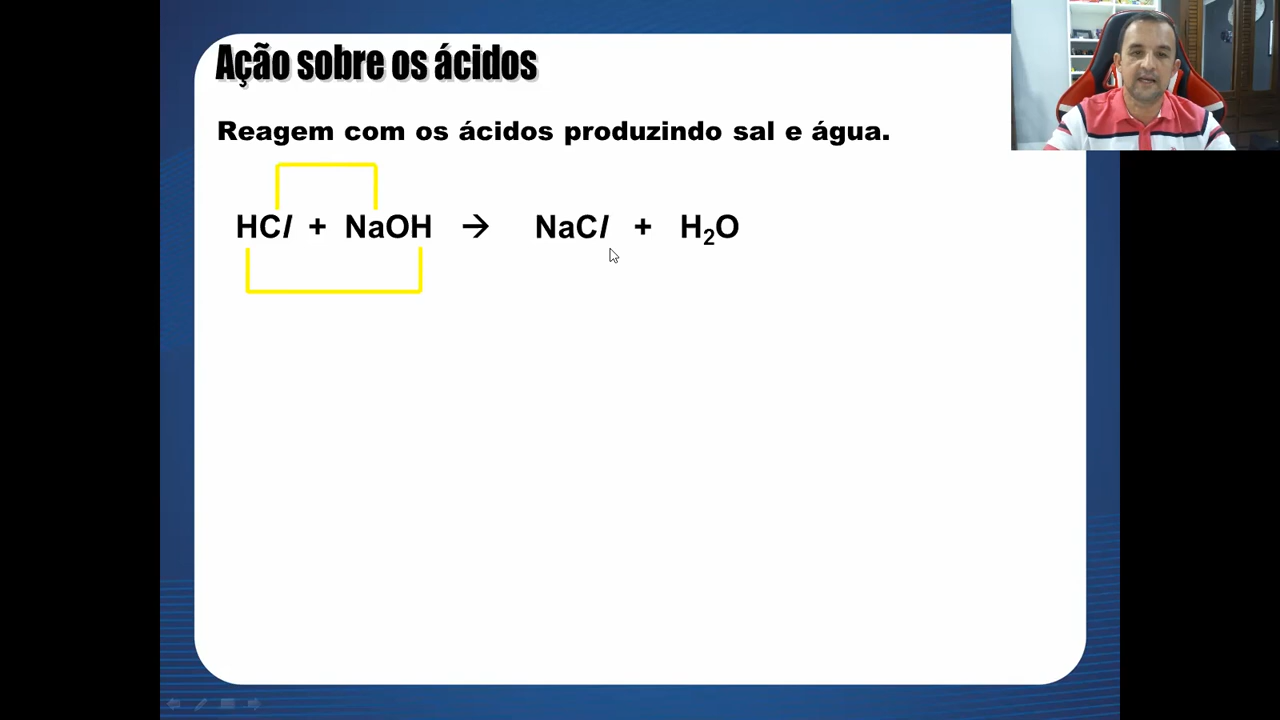 Ação sobre os ácidos
Reagem com os ácidos produzindo sal e água.
HCl + NaOH → NaCl + H₂O